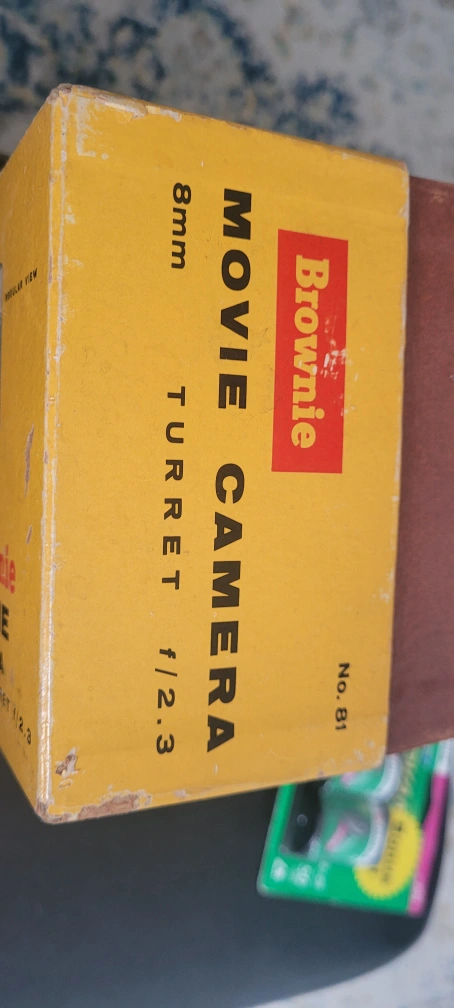 Brownie
No. 81
MOVIE CAMERA
8mm TURRET f/2.3